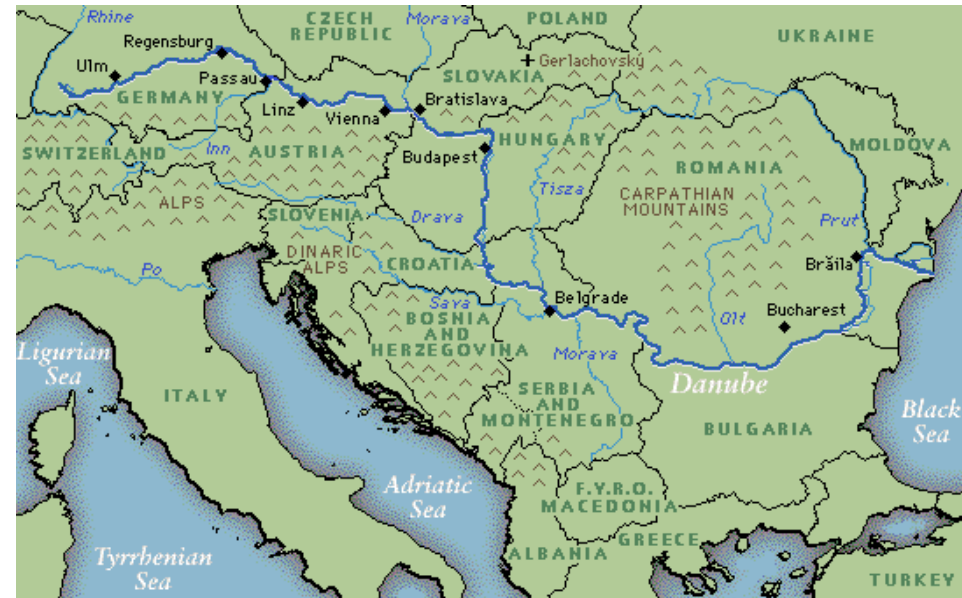 Rhine
CZECH
REPUBLIC
Morava
POLAND
UKRAINE
Regensburg
Gerlachovský
Ulm
Passau
SLOVAKIA
GERMANY
Linz
Vienna
Bratislava
HUNGARY
MOLDOVA
SWITZERLAND
Inn
AUSTRIA
Budapest
ROMANIA
Tisza
CARPATHIAN
MOUNTAINS
ALPS
SLOVENIA
Drava
Prut
DINARIC
ALPS
CROATIA
Po
Brăila
Sava
Belgrade
BOSNIA
AND
HERZEGOVINA
Olt
Bucharest
Ligurian
Sea
Morava
Danube
ITALY
SERBIA
AND
MONTENEGRO
BULGARIA
Black
Sea
Adriatic
Sea
F.Y.R.O.
MACEDONIA
Tyrrhenian
Sea
ALBANIA
GREECE
TURKEY